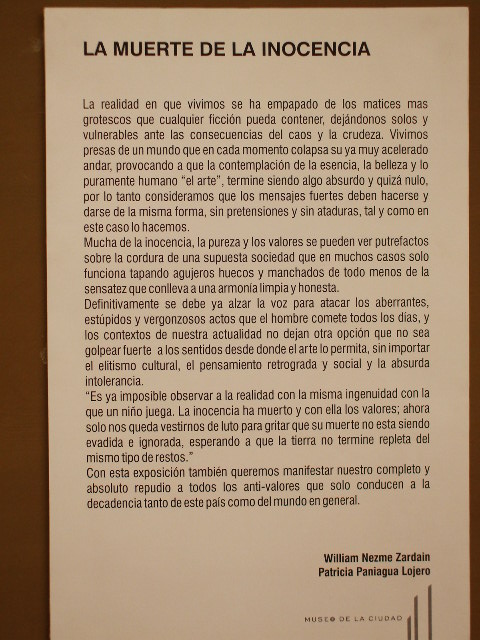 LA MUERTE DE LA INOCENCIA
La realidad en que vivimos se ha empapado de los matices mas
grotescos que cualquier ficción pueda contener, dejándonos solos y
vulnerables ante las consecuencias del caos y la crudeza. Vivimos
presas de un mundo que en cada momento colapsa su ya muy acelerado
andar, provocando a que la contemplación de la esencia, la belleza y lo
puramente humano “el arte”, termine siendo algo absurdo y quizá nulo,
por lo tanto consideramos que los mensajes fuertes deben hacerse y
darse de la misma forma, sin pretensiones y sin ataduras, tal y como en
este caso lo hacemos.
Mucha de la inocencia, la pureza y los valores se pueden ver putrefactos
sobre la cordura de una supuesta sociedad que en muchos casos solo
funciona tapando agujeros huecos y manchados de todo menos de la
sensatez que conlleva a una armonía limpia y honesta.
Definitivamente se debe ya alzar la voz para atacar los aberrantes,
estúpidos y vergonzosos actos que el hombre comete todos los días, y
los contextos de nuestra actualidad no dejan otra opción que no sea
golpear fuerte a los sentidos desde donde el arte lo permita, sin importar
el elitismo cultural, el pensamiento retrograda y social y la absurda
intolerancia.
“Es ya imposible observar a la realidad con la misma ingenuidad con la
que un niño juega. La inocencia ha muerto y con ella los valores; ahora
solo nos queda vestirnos de luto para gritar que su muerte no esta siendo
evadida e ignorada, esperando a que la tierra no termine repleta del
mismo tipo de restos.”
Con esta exposición también queremos manifestar nuestro completo y
absoluto repudio a todos los anti-valores que solo conducen a la
decadencia tanto de este país como del mundo en general.
William Nezme Zardain
Patricia Paniagua Lojero
MUSEO DE LA CIUDAD